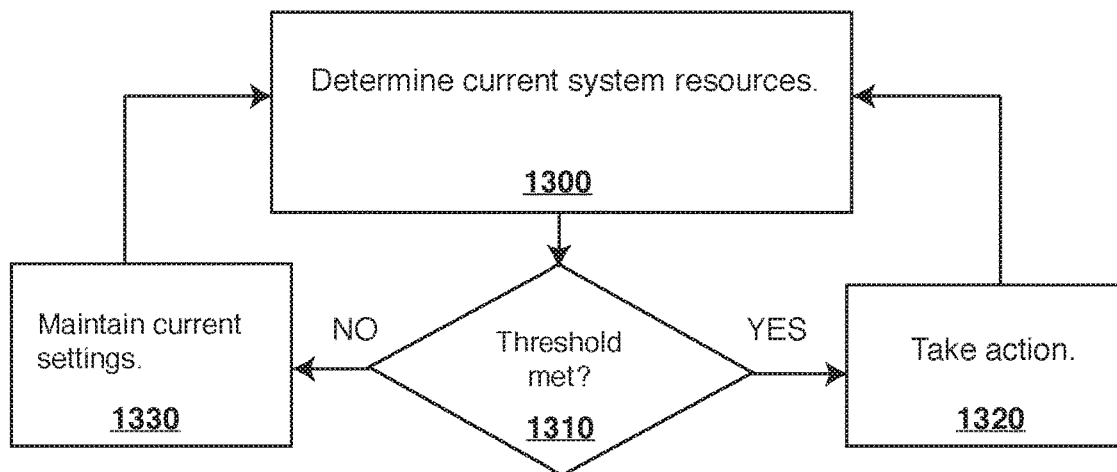 Determine current system resources.
1300
Maintain current
settings.
1330
NO
Threshold
met?
1310
YES
Take action.
1320